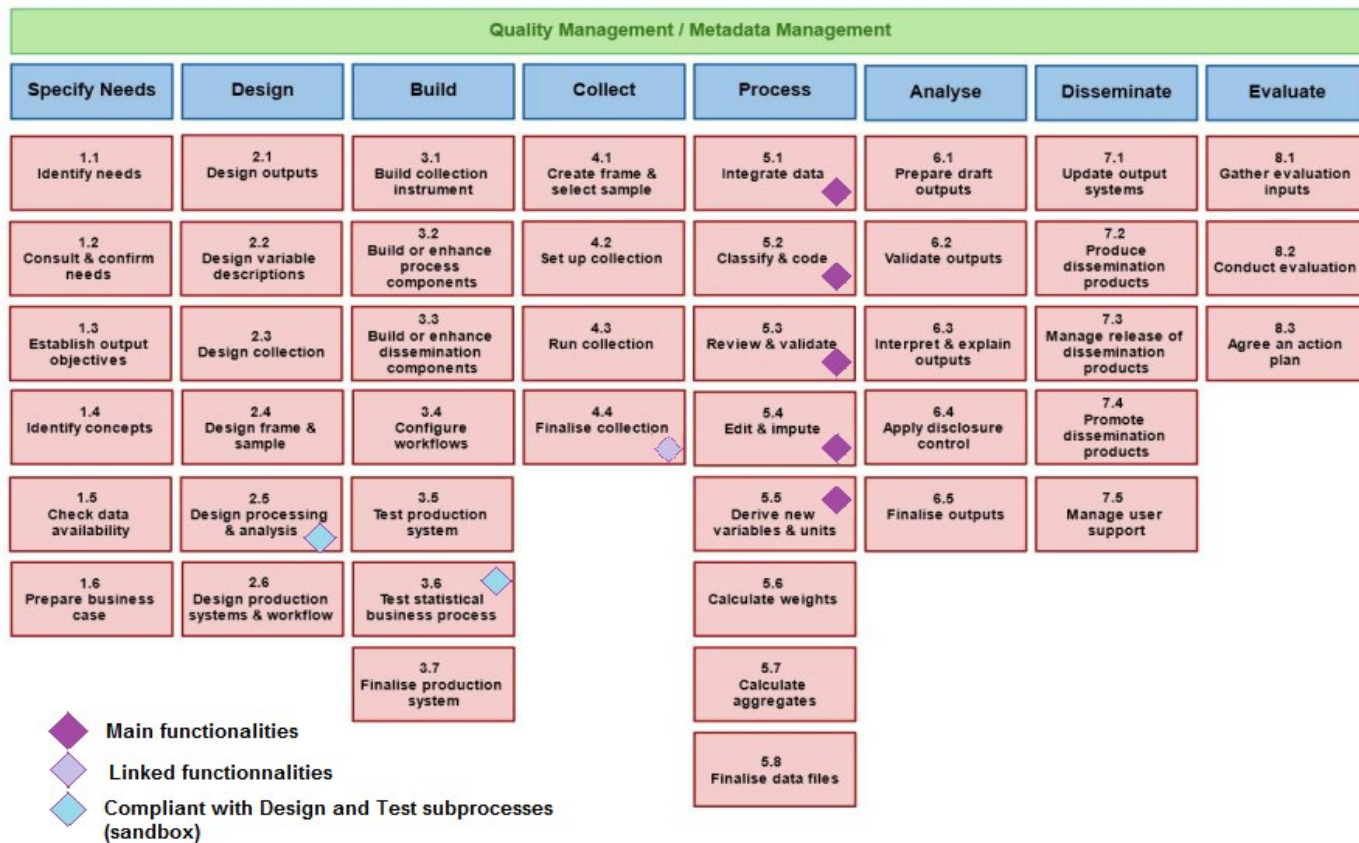 Quality Management / Metadata Management
Specify Needs
Design
Build
Collect
Process
Analyse
Disseminate
Evaluate
1.1
Identify needs
1.2
Consult & confirm
needs
1.3
Establish output
objectives
1.4
Identify concepts
1.5
Check data
availability
1.6
Prepare business
case
2.1
Design outputs
2.2
Design variable
descriptions
2.3
Design collection
2.4
Design frame &
sample
2.5
Design processing
& analysis
2.6
Design production
systems & workflow
3.1
Build collection
instrument
3.2
Build or enhance
process
components
3.3
Build or enhance
dissemination
components
3.4
Configure
workflows
3.5
Test production
system
3.6
Test statistical
business process
3.7
Finalise production
system
4.1
Create frame &
select sample
4.2
Set up collection
4.3
Run collection
4.4
Finalise collection
5.1
Integrate data
5.2
Classify & code
5.3
Review & validate
5.4
Edit & impute
5.5
Derive new
variables & units
5.6
Calculate weights
5.7
Calculate
aggregates
5.8
Finalise data files
6.1
Prepare draft
outputs
6.2
Validate outputs
6.3
Interpret & explain
outputs
6.4
Apply disclosure
control
6.5
Finalise outputs
7.1
Update output
systems
7.2
Produce
dissemination
products
7.3
Manage release of
dissemination
products
7.4
Promote
dissemination
products
7.5
Manage user
support
8.1
Gather evaluation
inputs
8.2
Conduct evaluation
8.3
Agree an action
plan
Main functionalities
Linked functionnalities
Compliant with Design and Test subprocesses
(sandbox)